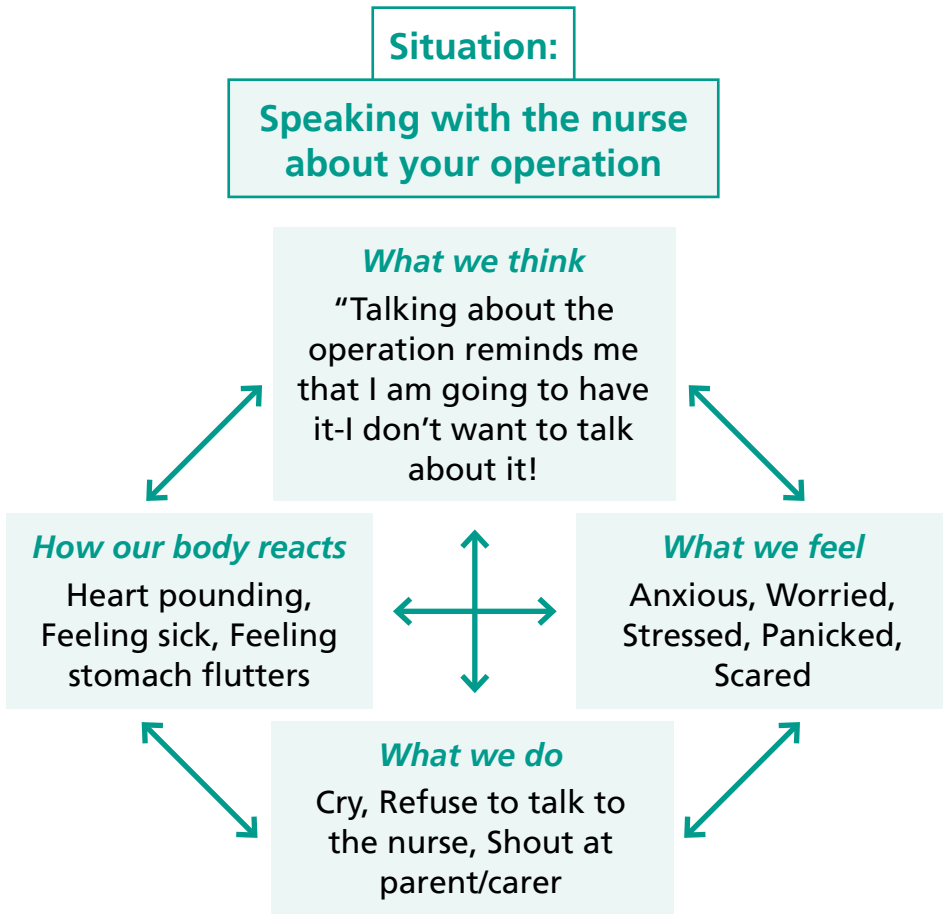 Situation:
Speaking with the nurse
about your operation
What we think
“Talking about the
operation reminds me
that I am going to have
it-I don’t want to talk
about it!
How our body reacts
Heart pounding,
Feeling sick, Feeling
stomach flutters
What we feel
Anxious, Worried,
Stressed, Panicked,
Scared
What we do
Cry, Refuse to talk to
the nurse, Shout at
parent/carer